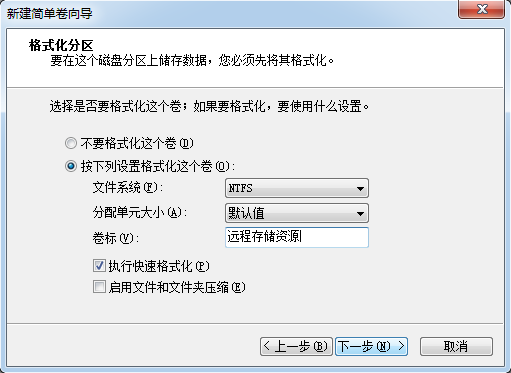 新建简单卷向导
格式化分区
要在这个磁盘分区上储存数据，您必须先将其格式化。
选择是否要格式化这个卷；如果要格式化，要使用什么设置。
不要格式化这个卷(D)
按下列设置格式化这个卷(O):
文件系统(F): NTFS
分配单元大小(A): 默认值
卷标(V): 远程存储资源
执行快速格式化(P)
启用文件和文件夹压缩(E)
< 上一步(B) 下一步(N) > 取消